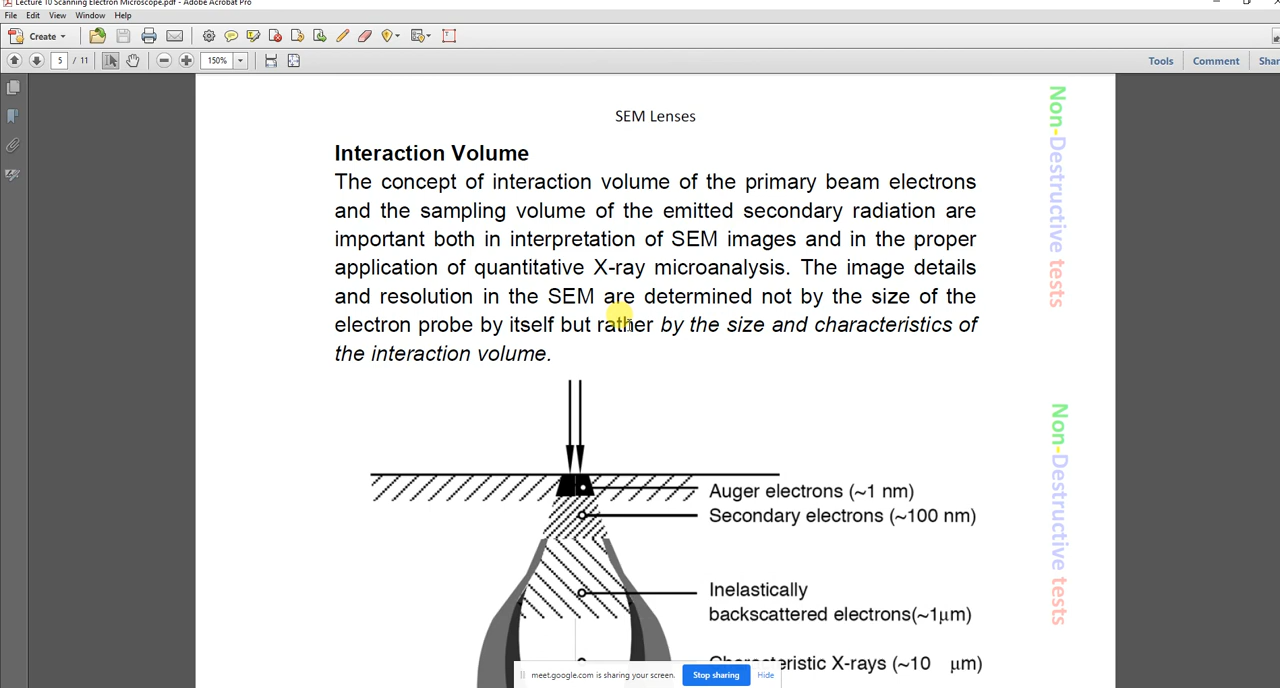 Lecture 10 Scanning Electron Microscope.pdf - Adobe Acrobat Pro
File Edit View Window Help
Create
5 / 11 150% Tools Comment
SEM Lenses
Interaction Volume
The concept of interaction volume of the primary beam electrons
and the sampling volume of the emitted secondary radiation are
important both in interpretation of SEM images and in the proper
application of quantitative X-ray microanalysis. The image details
and resolution in the SEM are determined not by the size of the
electron probe by itself but rather by the size and characteristics of
the interaction volume.
Auger electrons (~1 nm)
Secondary electrons (~100 nm)
Inelastically
backscattered electrons(~1μm)
Characteristic X-rays (~10 μm)
Non-Destructive tests
Non-Destructive tests
meet.google.com is sharing your screen. Stop sharing Hide